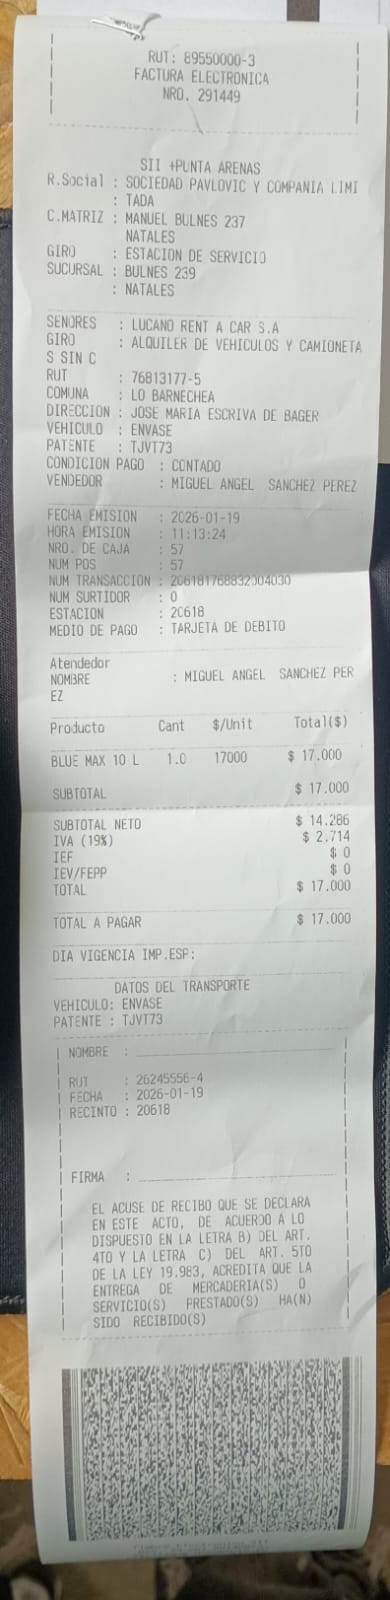 RUT: 89550000-3
FACTURA ELECTRONICA
NRO. 291449
SII +PUNTA ARENAS
R.Social : SOCIEDAD PAVLOVIC Y COMPANIA LIMI
: TADA
C.MATRIZ : MANUEL BULNES 237
NATALES
GIRO : ESTACION DE SERVICIO
SUCURSAL : BULNES 239
: NATALES
SENORES : LUCANO RENT A CAR S.A
GIRO : ALQUILER DE VEHICULOS Y CAMIONETA
S SIN C
RUT : 76813177-5
COMUNA : LO BARNECHEA
DIRECCION : JOSE MARIA ESCRIVA DE BAGER
VEHICULO : ENVASE
PATENTE : TJVT73
CONDICION PAGO : CONTADO
VENDEDOR : MIGUEL ANGEL SANCHEZ PEREZ
FECHA EMISION : 2026-01-19
HORA EMISION : 11:13:24
NRO. DE CAJA : 57
NUM POS : 57
NUM TRANSACCION : 206181768832004030
NUM SURTIDOR : 0
ESTACION : 20618
MEDIO DE PAGO : TARJETA DE DEBITO
Atendedor
NOMBRE : MIGUEL ANGEL SANCHEZ PER
EZ
Producto Cant $/Unit Total($)
BLUE MAX 10 L 1.0 17000 $ 17.000
SUBTOTAL $ 17.000
SUBTOTAL NETO $ 14.286
IVA (19%) $ 2.714
IEF $ 0
IEV/FEPP $ 0
TOTAL $ 17.000
TOTAL A PAGAR $ 17.000
DIA VIGENCIA IMP.ESP:
DATOS DEL TRANSPORTE
VEHICULO: ENVASE
PATENTE : TJVT73
NOMBRE :
RUT : 26245556-4
FECHA : 2026-01-19
RECINTO : 20618
FIRMA :
EL ACUSE DE RECIBO QUE SE DECLARA
EN ESTE ACTO, DE ACUERDO A LO
DISPUESTO EN LA LETRA B) DEL ART.
4TO Y LA LETRA C) DEL ART. 5TO
DE LA LEY 19.983, ACREDITA QUE LA
ENTREGA DE MERCADERIA(S) O
SERVICIO(S) PRESTADO(S) HA(N)
SIDO RECIBIDO(S)